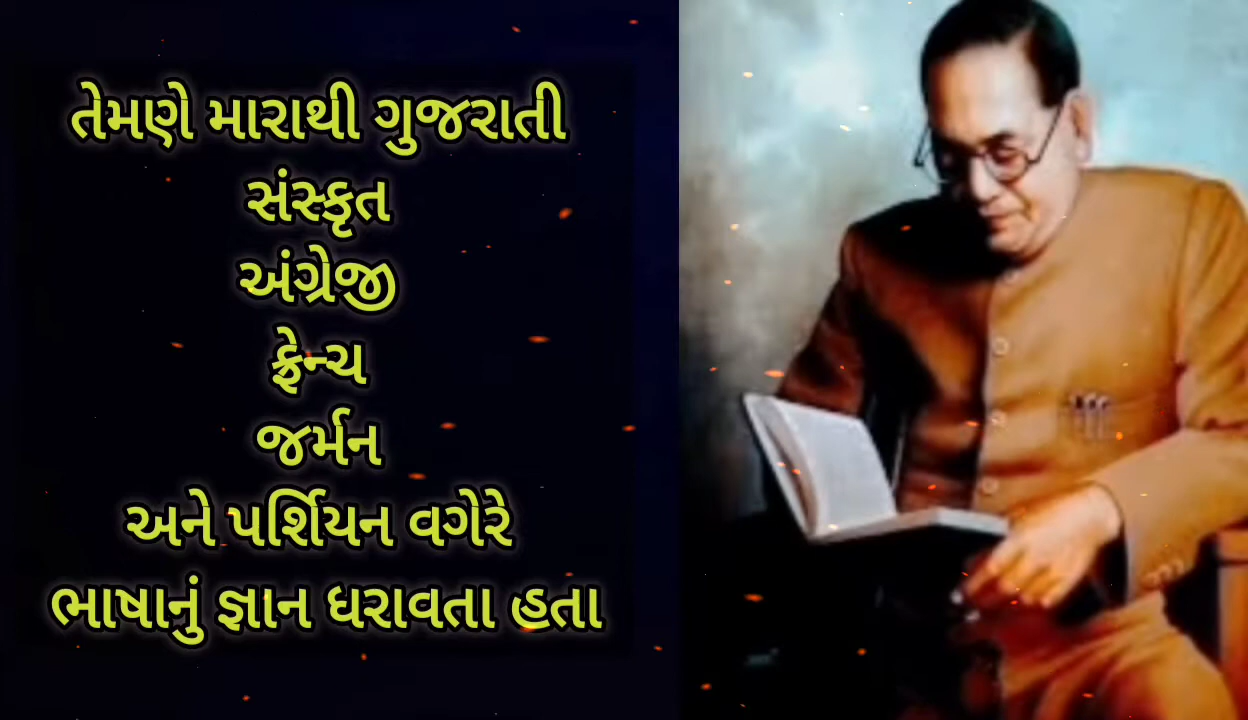 તેમણે મારાથી ગુજરાતી
સંસ્કૃત
અંગ્રેજી
ફ્રેન્ચ
જર્મન
અને પર્શિયન વગેરે
ભાષાનું જ્ઞાન ધરાવતા હતા